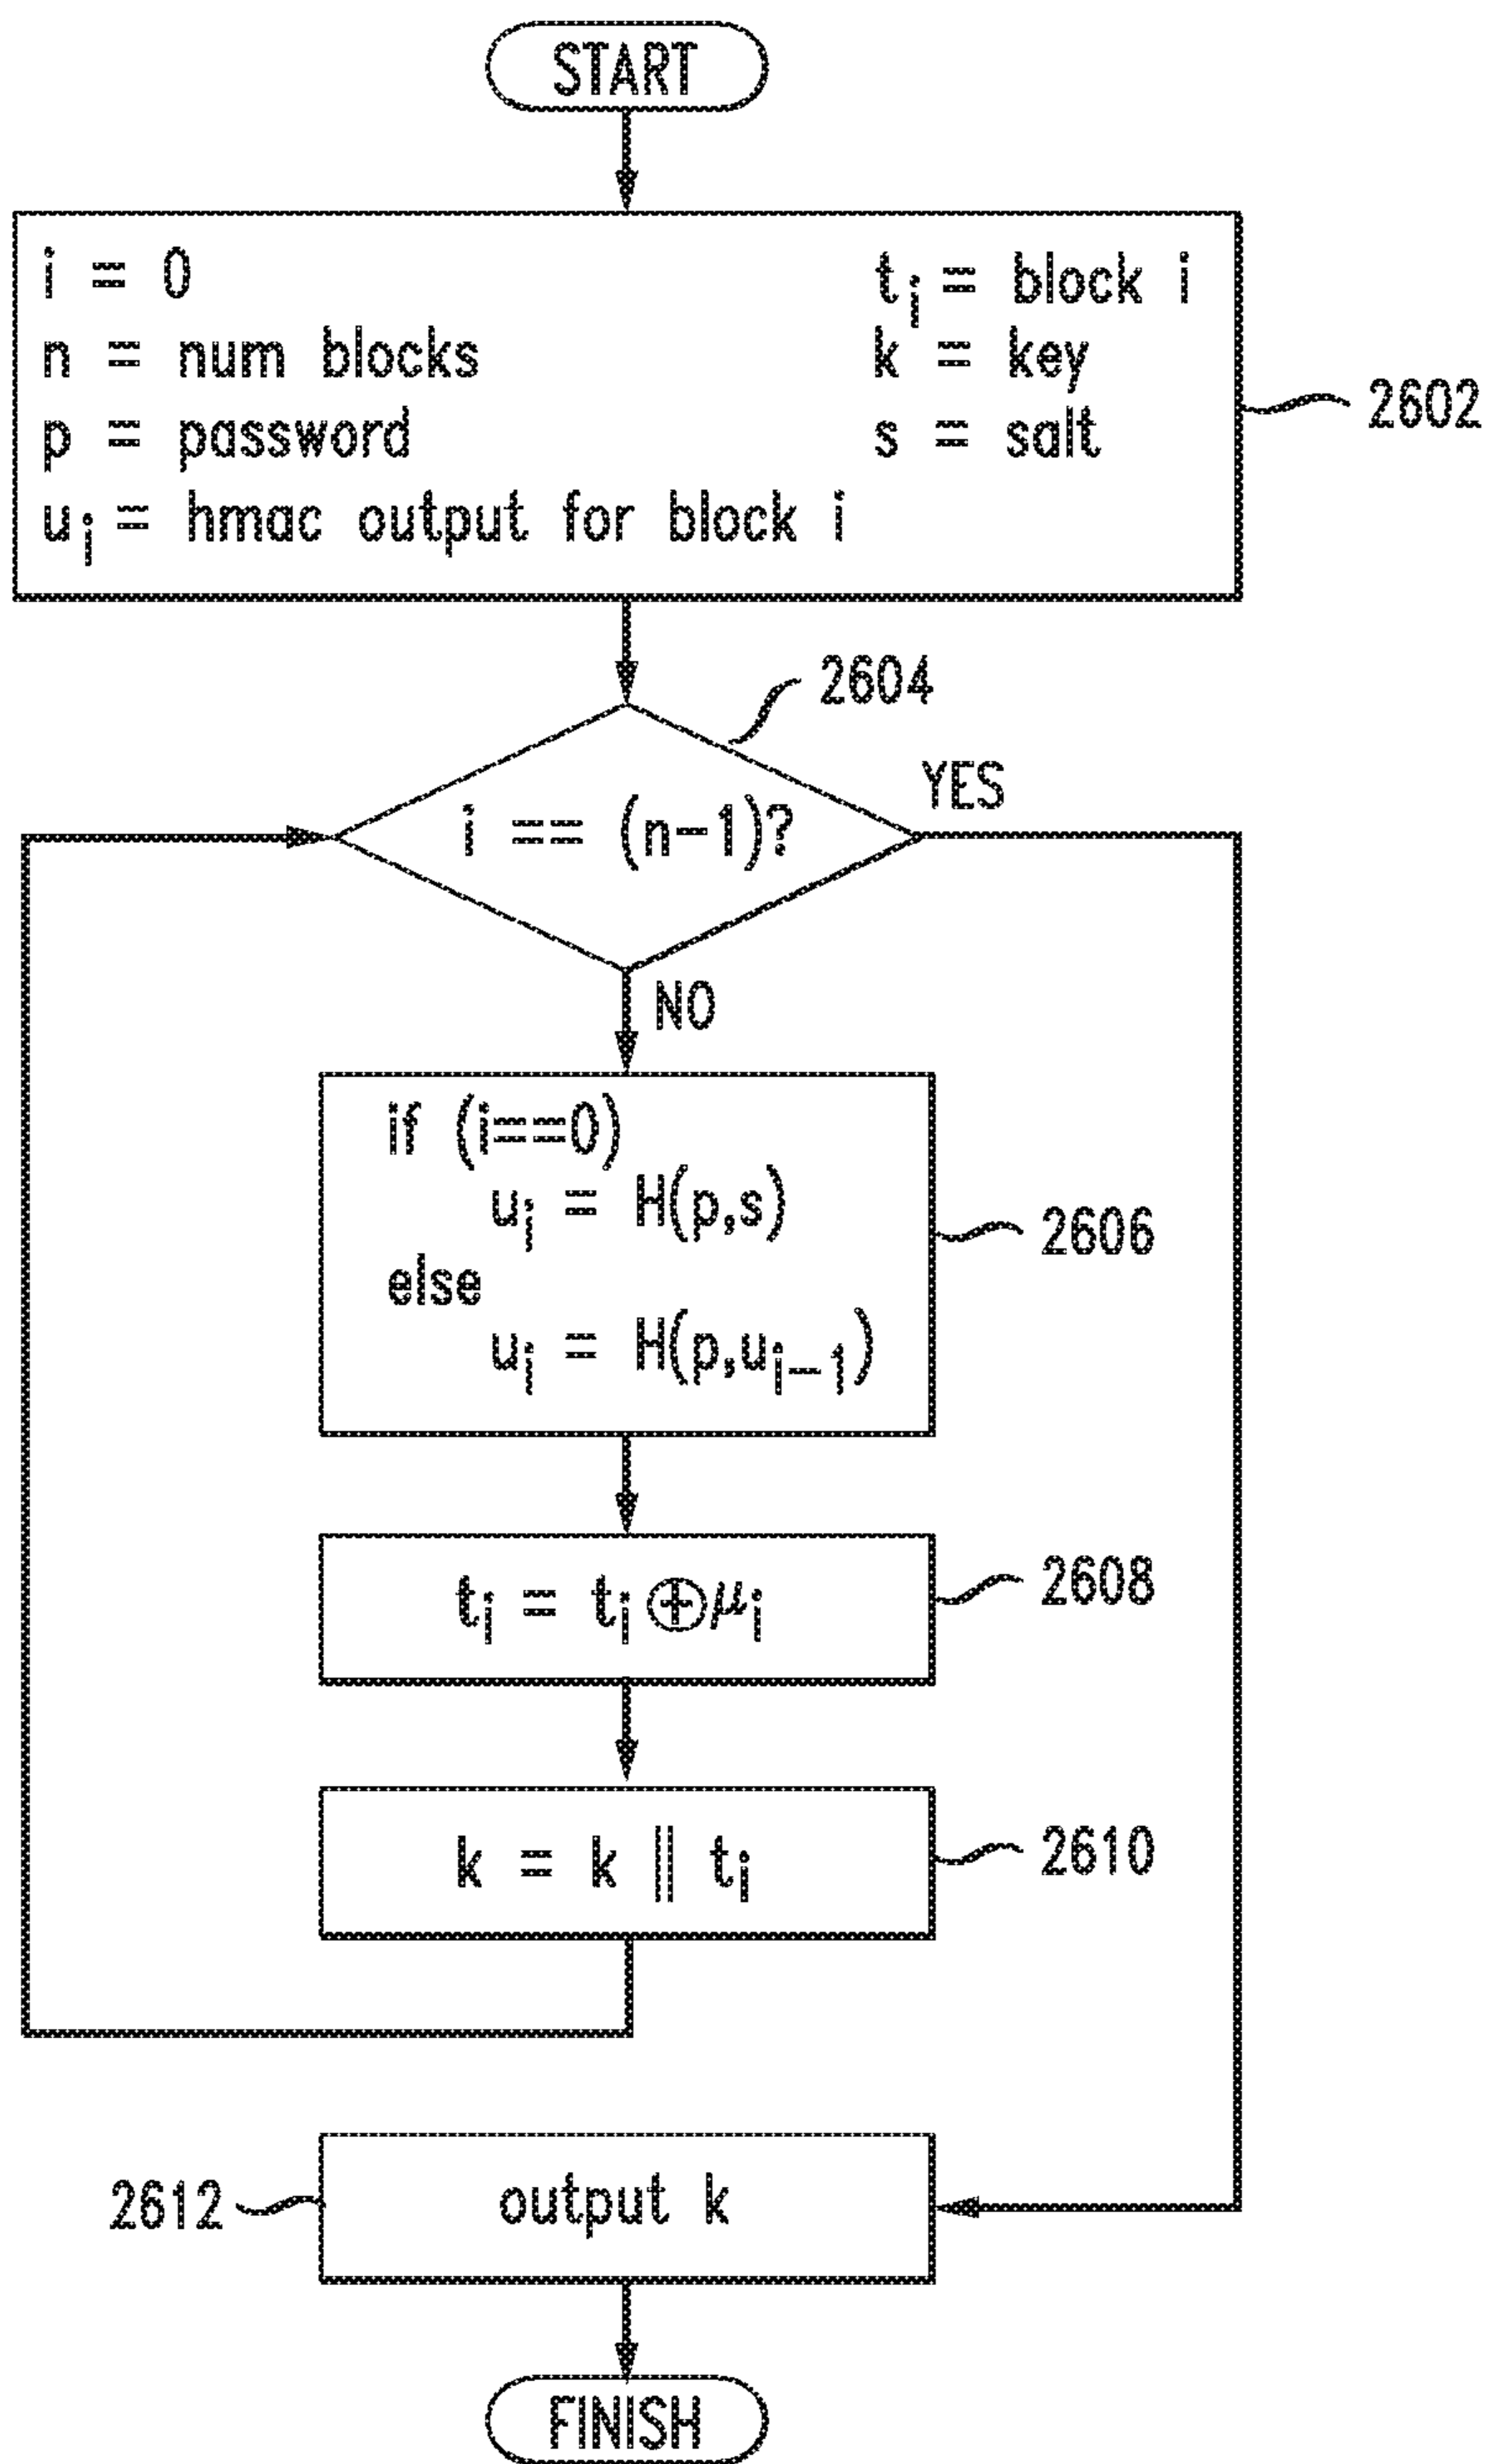 START
i = 0
n = num blocks
p = password
u_i = hmac output for block i
t_i = block i
k = key
s = salt
2602
2604
i == (n-1)?
YES
NO
if (i==0)
u_i = H(p,s)
else
u_i = H(p,u_{i-1})
2606
t_i = t_i ⊕ μ_i
2608
k = k || t_i
2610
output k
2612
FINISH